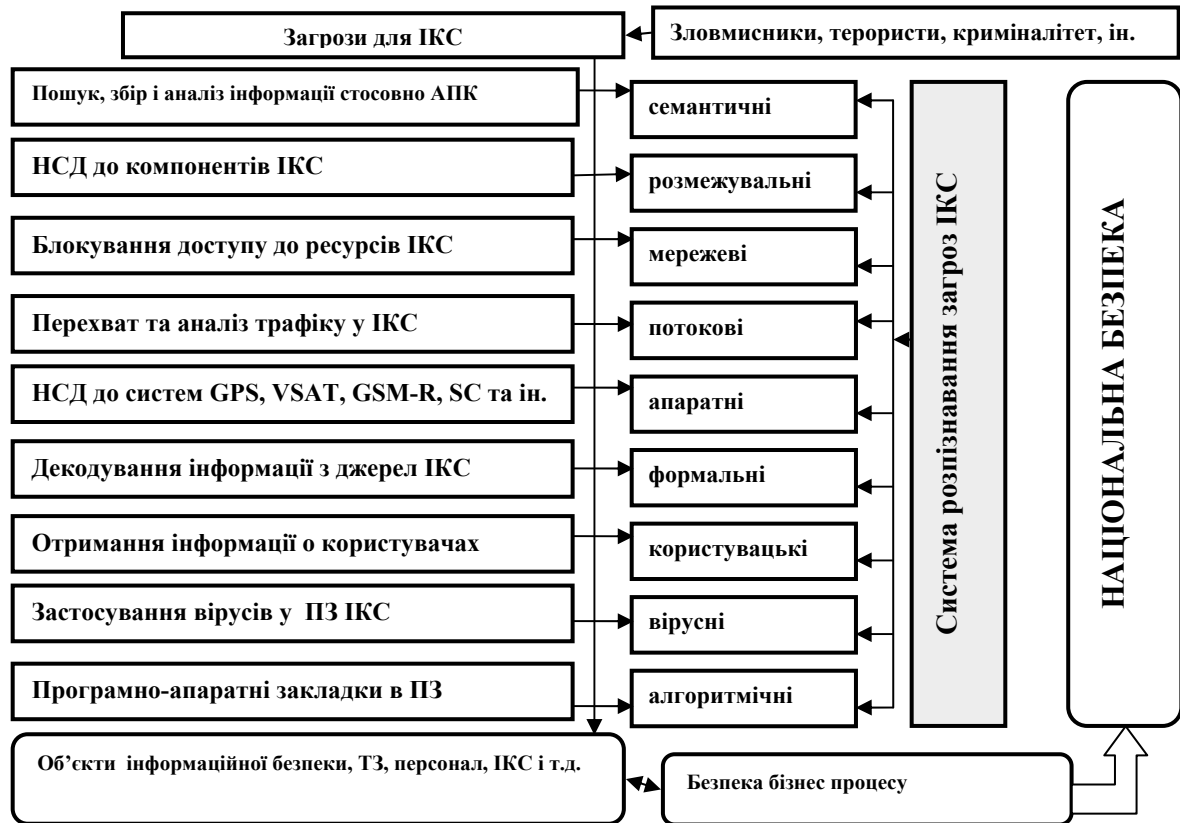 Загрози для ІКС
Зловмисники, терористи, криміналітет, ін.
Пошук, збір і аналіз інформації стосовно АПК
семантичні
НСД до компонентів ІКС
розмежувальні
Блокування доступу до ресурсів ІКС
мережеві
Перехват та аналіз трафіку у ІКС
потокові
НСД до систем GPS, VSAT, GSM-R, SC та ін.
апаратні
Декодування інформації з джерел ІКС
формальні
Отримання інформації о користувачах
користувацькі
Застосування вірусів у ПЗ ІКС
вірусні
Програмно-апаратні закладки в ПЗ
алгоритмічні
Система розпізнавання загроз ІКС
НАЦІОНАЛЬНА БЕЗПЕКА
Об’єкти інформаційної безпеки, ТЗ, персонал, ІКС і т.д.
Безпека бізнес процесу